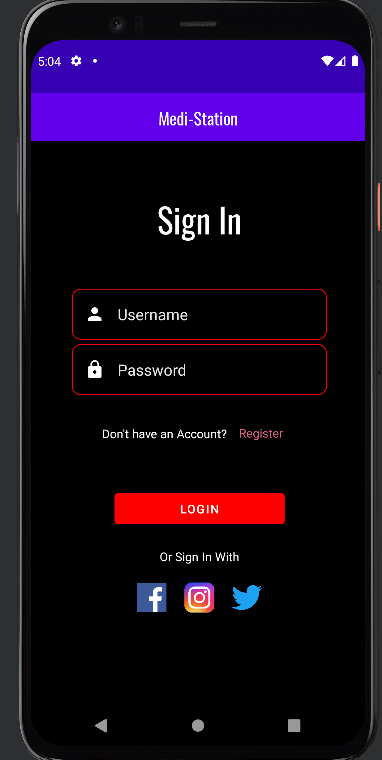 5:04
Medi-Station
Sign In
Username
Password
Don't have an Account? Register
LOGIN
Or Sign In With